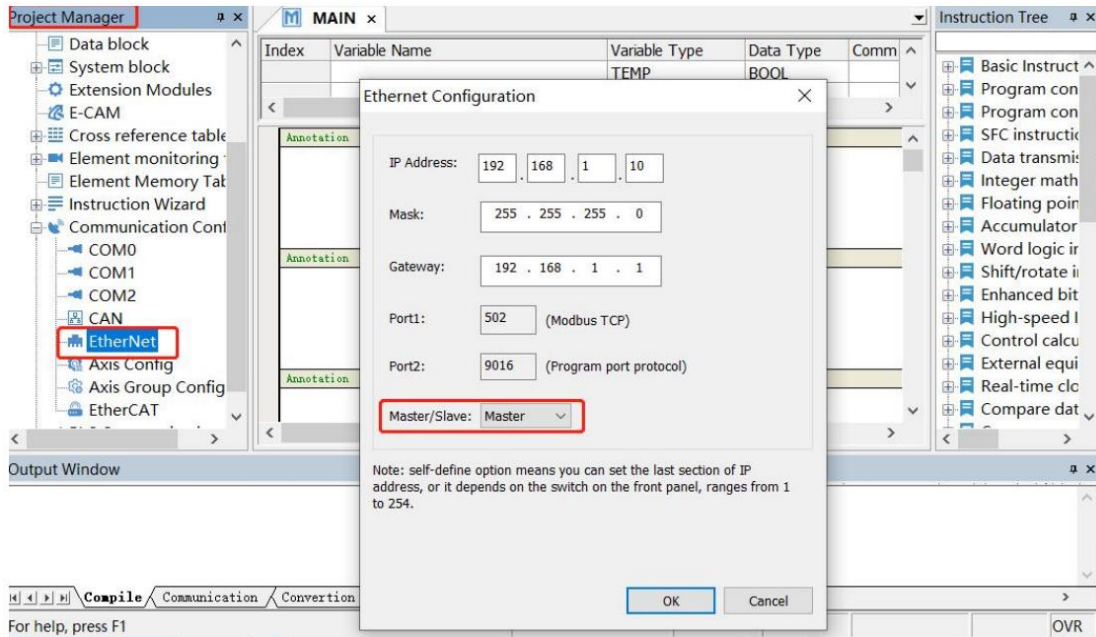 Project Manager
Data block
System block
Extension Modules
E-CAM
Cross reference table
Element monitoring
Element Memory Tab
Instruction Wizard
Communication Conf
COM0
COM1
COM2
CAN
EtherNet
Axis Config
Axis Group Config
EtherCAT
MAIN
Index Variable Name Variable Type Data Type Comm
TEMP BOOL
Annotation
Annotation
Annotation
Ethernet Configuration
IP Address: 192 . 168 . 1 . 10
Mask: 255 . 255 . 255 . 0
Gateway: 192 . 168 . 1 . 1
Port1: 502 (Modbus TCP)
Port2: 9016 (Program port protocol)
Master/Slave: Master
Note: self-define option means you can set the last section of IP
address, or it depends on the switch on the front panel, ranges from 1
to 254.
OK Cancel
Instruction Tree
Basic Instruct
Program con
Program con
SFC instructic
Data transmis
Integer math
Floating poin
Accumulator
Word logic ir
Shift/rotate i
Enhanced bit
High-speed I
Control calcu
External equi
Real-time clo
Compare dat
Output Window
Compile Communication Convertion
For help, press F1
OVR